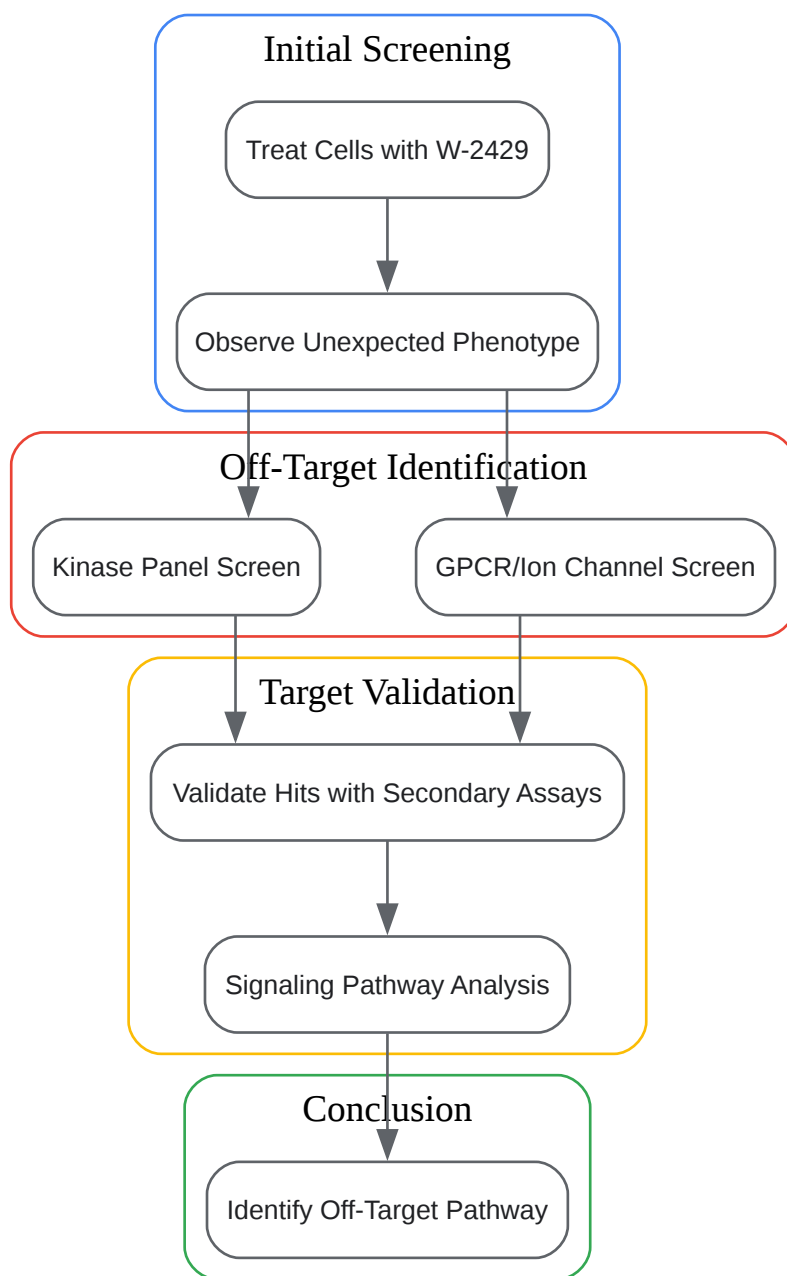 Initial Screening
Treat Cells with W-2429
Observe Unexpected Phenotype
Off-Target Identification
Kinase Panel Screen
GPCR/Ion Channel Screen
Target Validation
Validate Hits with Secondary Assays
Signaling Pathway Analysis
Conclusion
Identify Off-Target Pathway